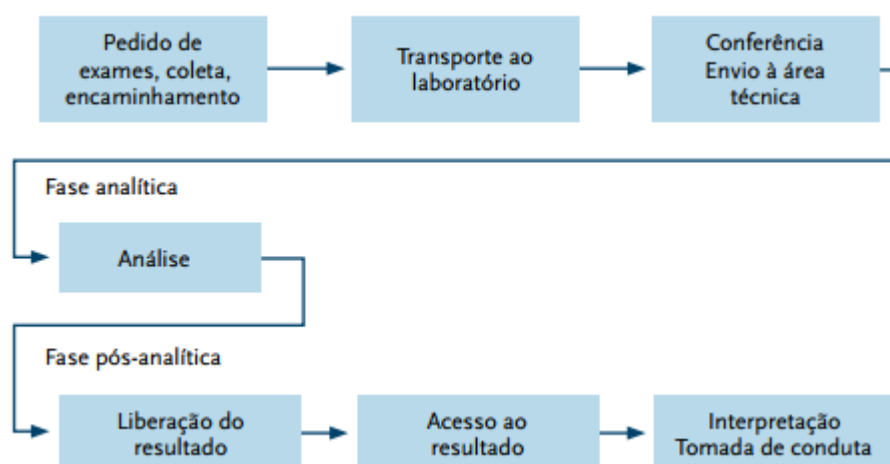 Pedido de
exames, coleta,
encaminhamento
Transporte ao
laboratório
Conferência
Envio à área
técnica
Fase analítica
Análise
Fase pós-analítica
Liberação do
resultado
Acesso ao
resultado
Interpretação
Tomada de conduta